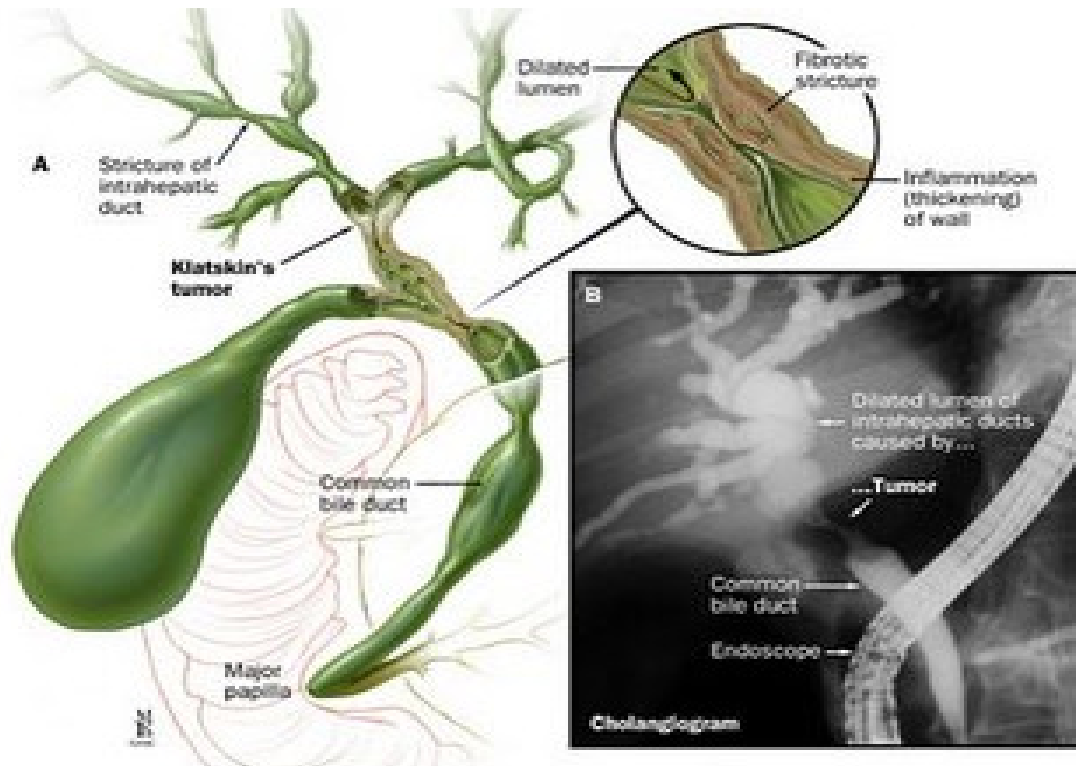 A
Stricture of
intrahepatic
duct
Klatskin's
tumor
Dilated
lumen
Fibrotic
stricture
Inflammation
(thickening)
of wall
Common
bile duct
Major
papilla
B
Dilated lumen of
intrahepatic ducts
caused by...
...Tumor
Common
bile duct
Endoscope
Cholangiogram